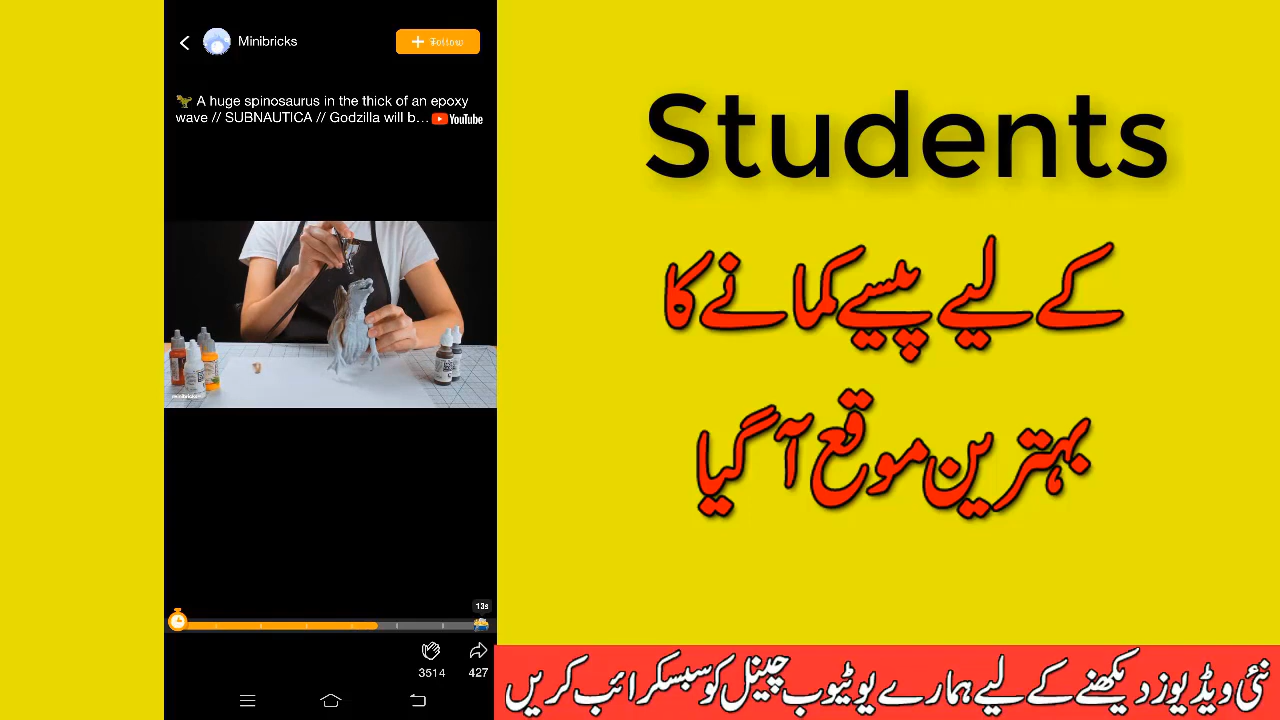 Minibricks
+ Follow
🦖 A huge spinosaurus in the thick of an epoxy
wave // SUBNAUTICA // Godzilla will b... YouTube
minibricks
13s
3514
427
Students
کے لیے پیسے کمانے کا
بہترین موقع آگیا
نئی ویڈیوز دیکھنے کے لیے ہمارے یوٹیوب چینل کو سبسکرائب کریں